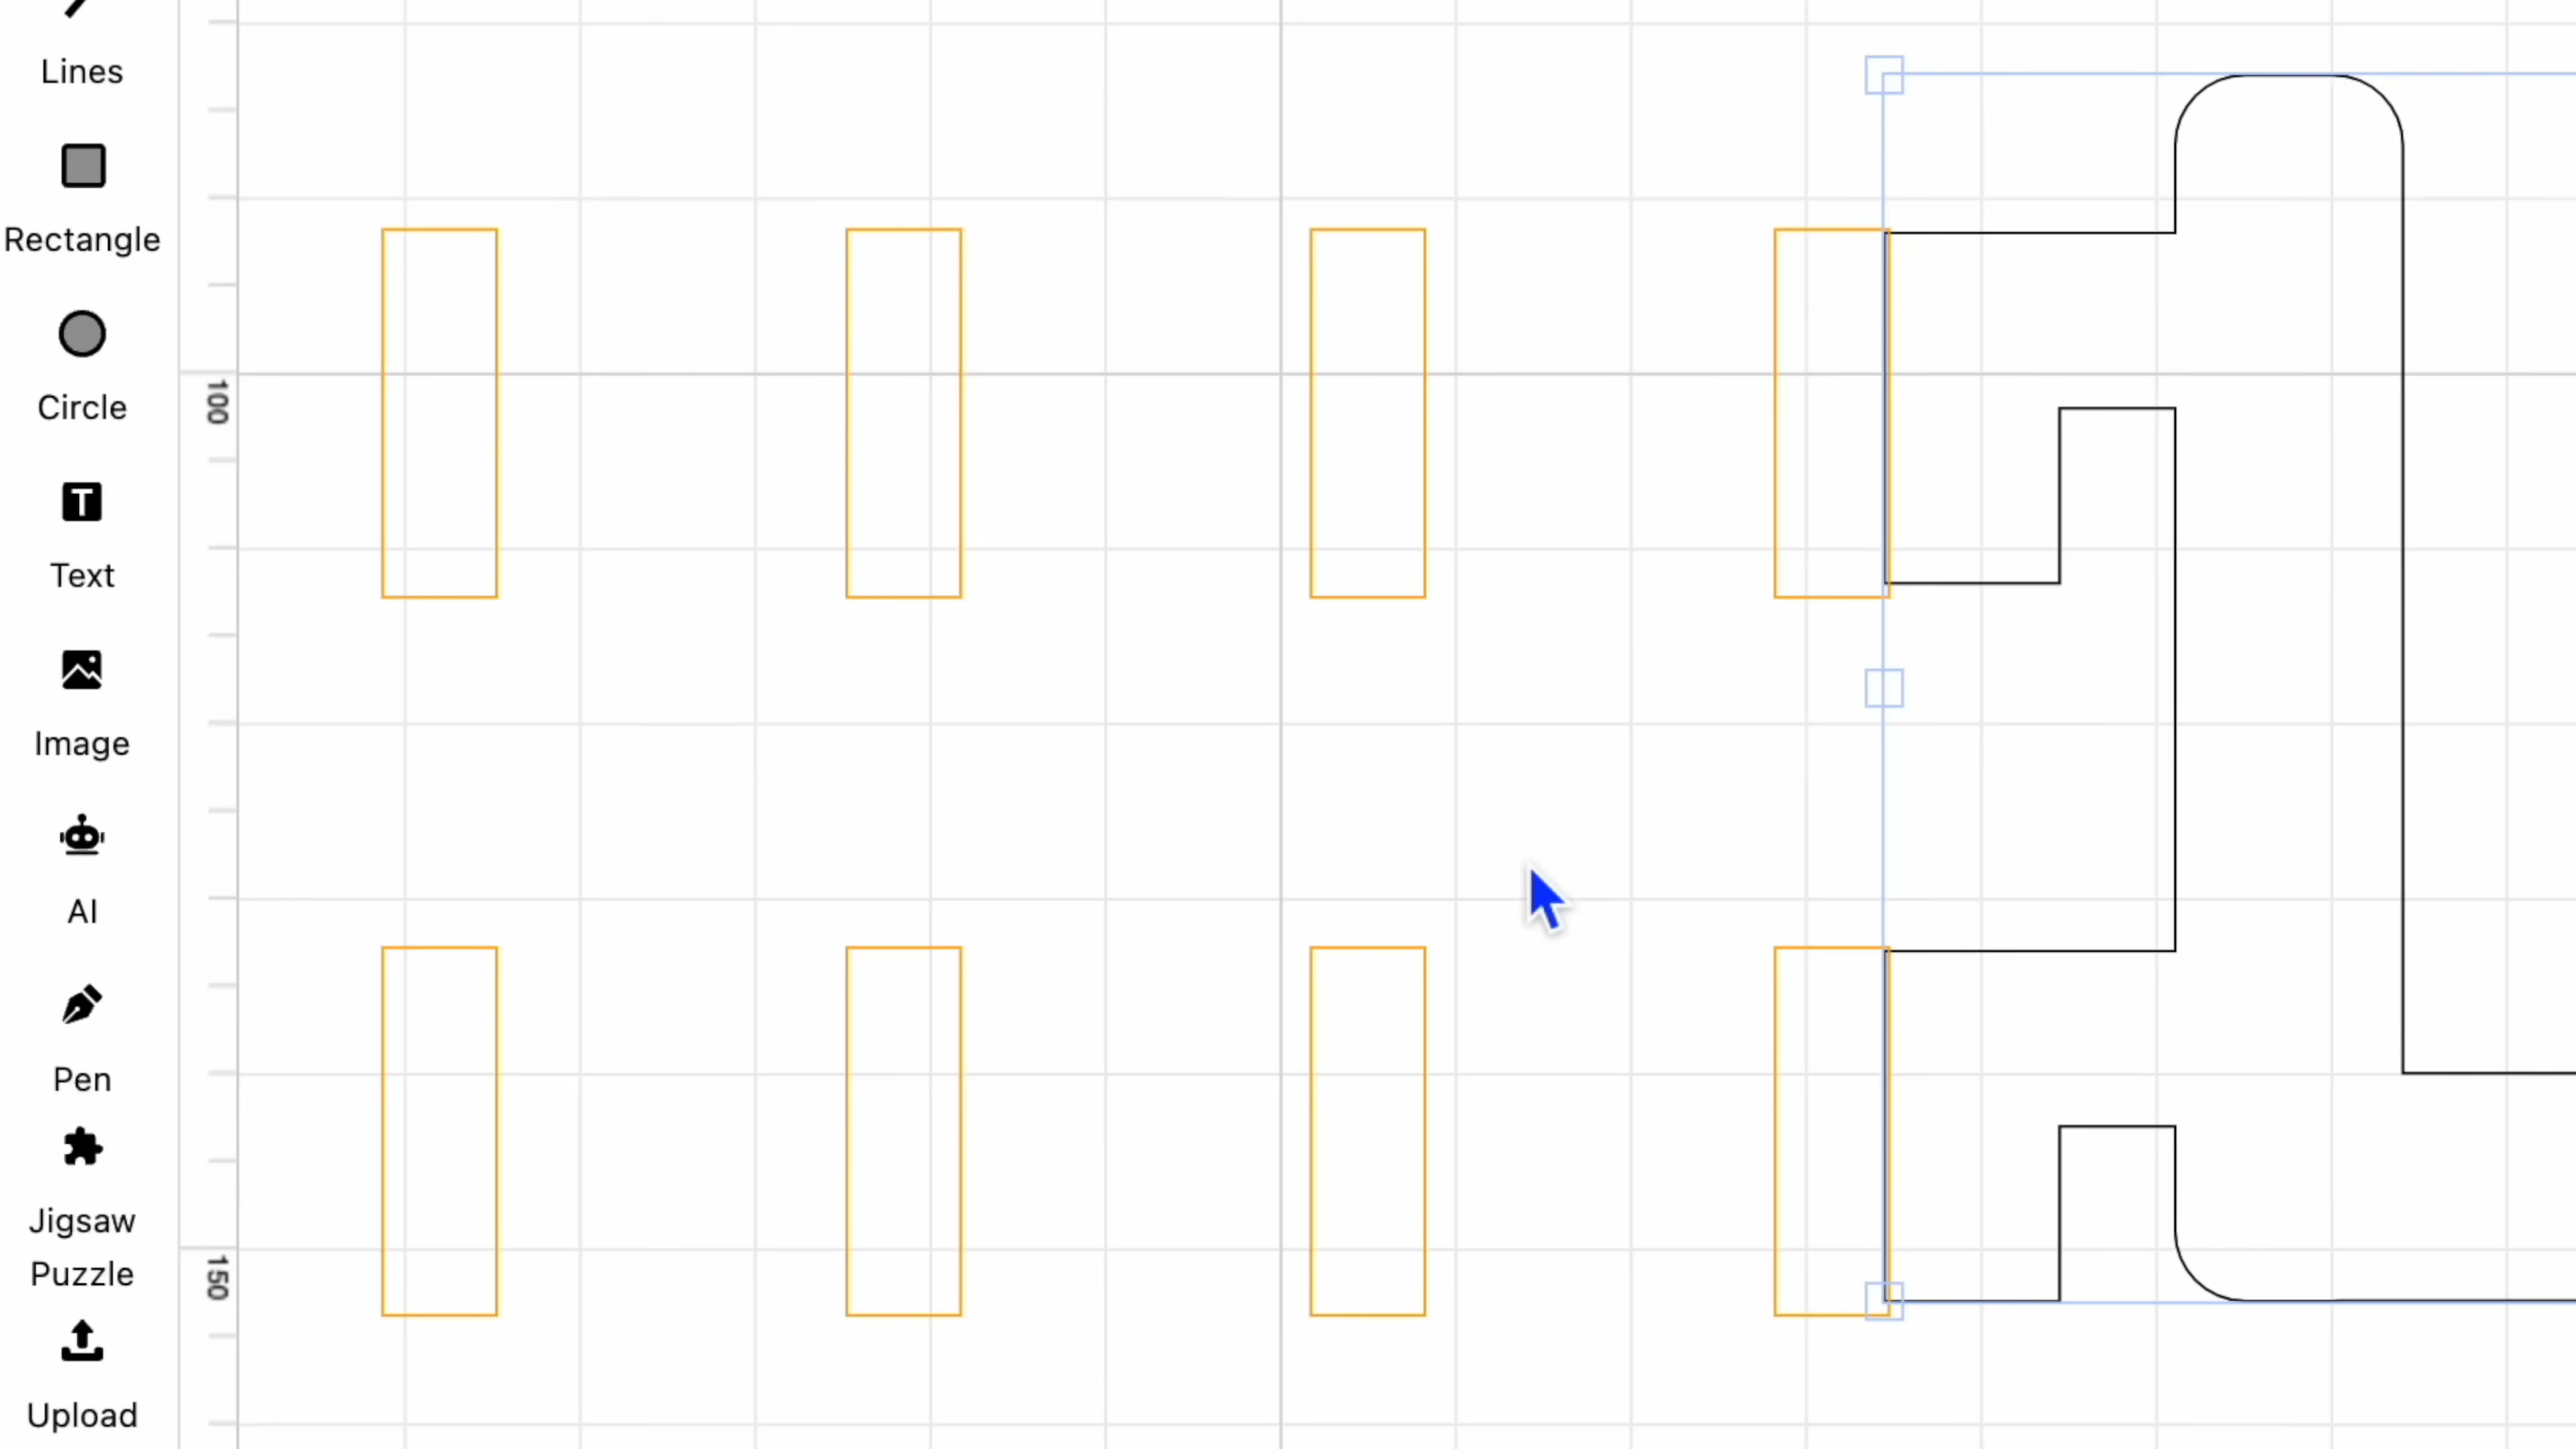 Lines
Rectangle
Circle
100
T
Text
Image
AI
Pen
Jigsaw
Puzzle
150
Upload